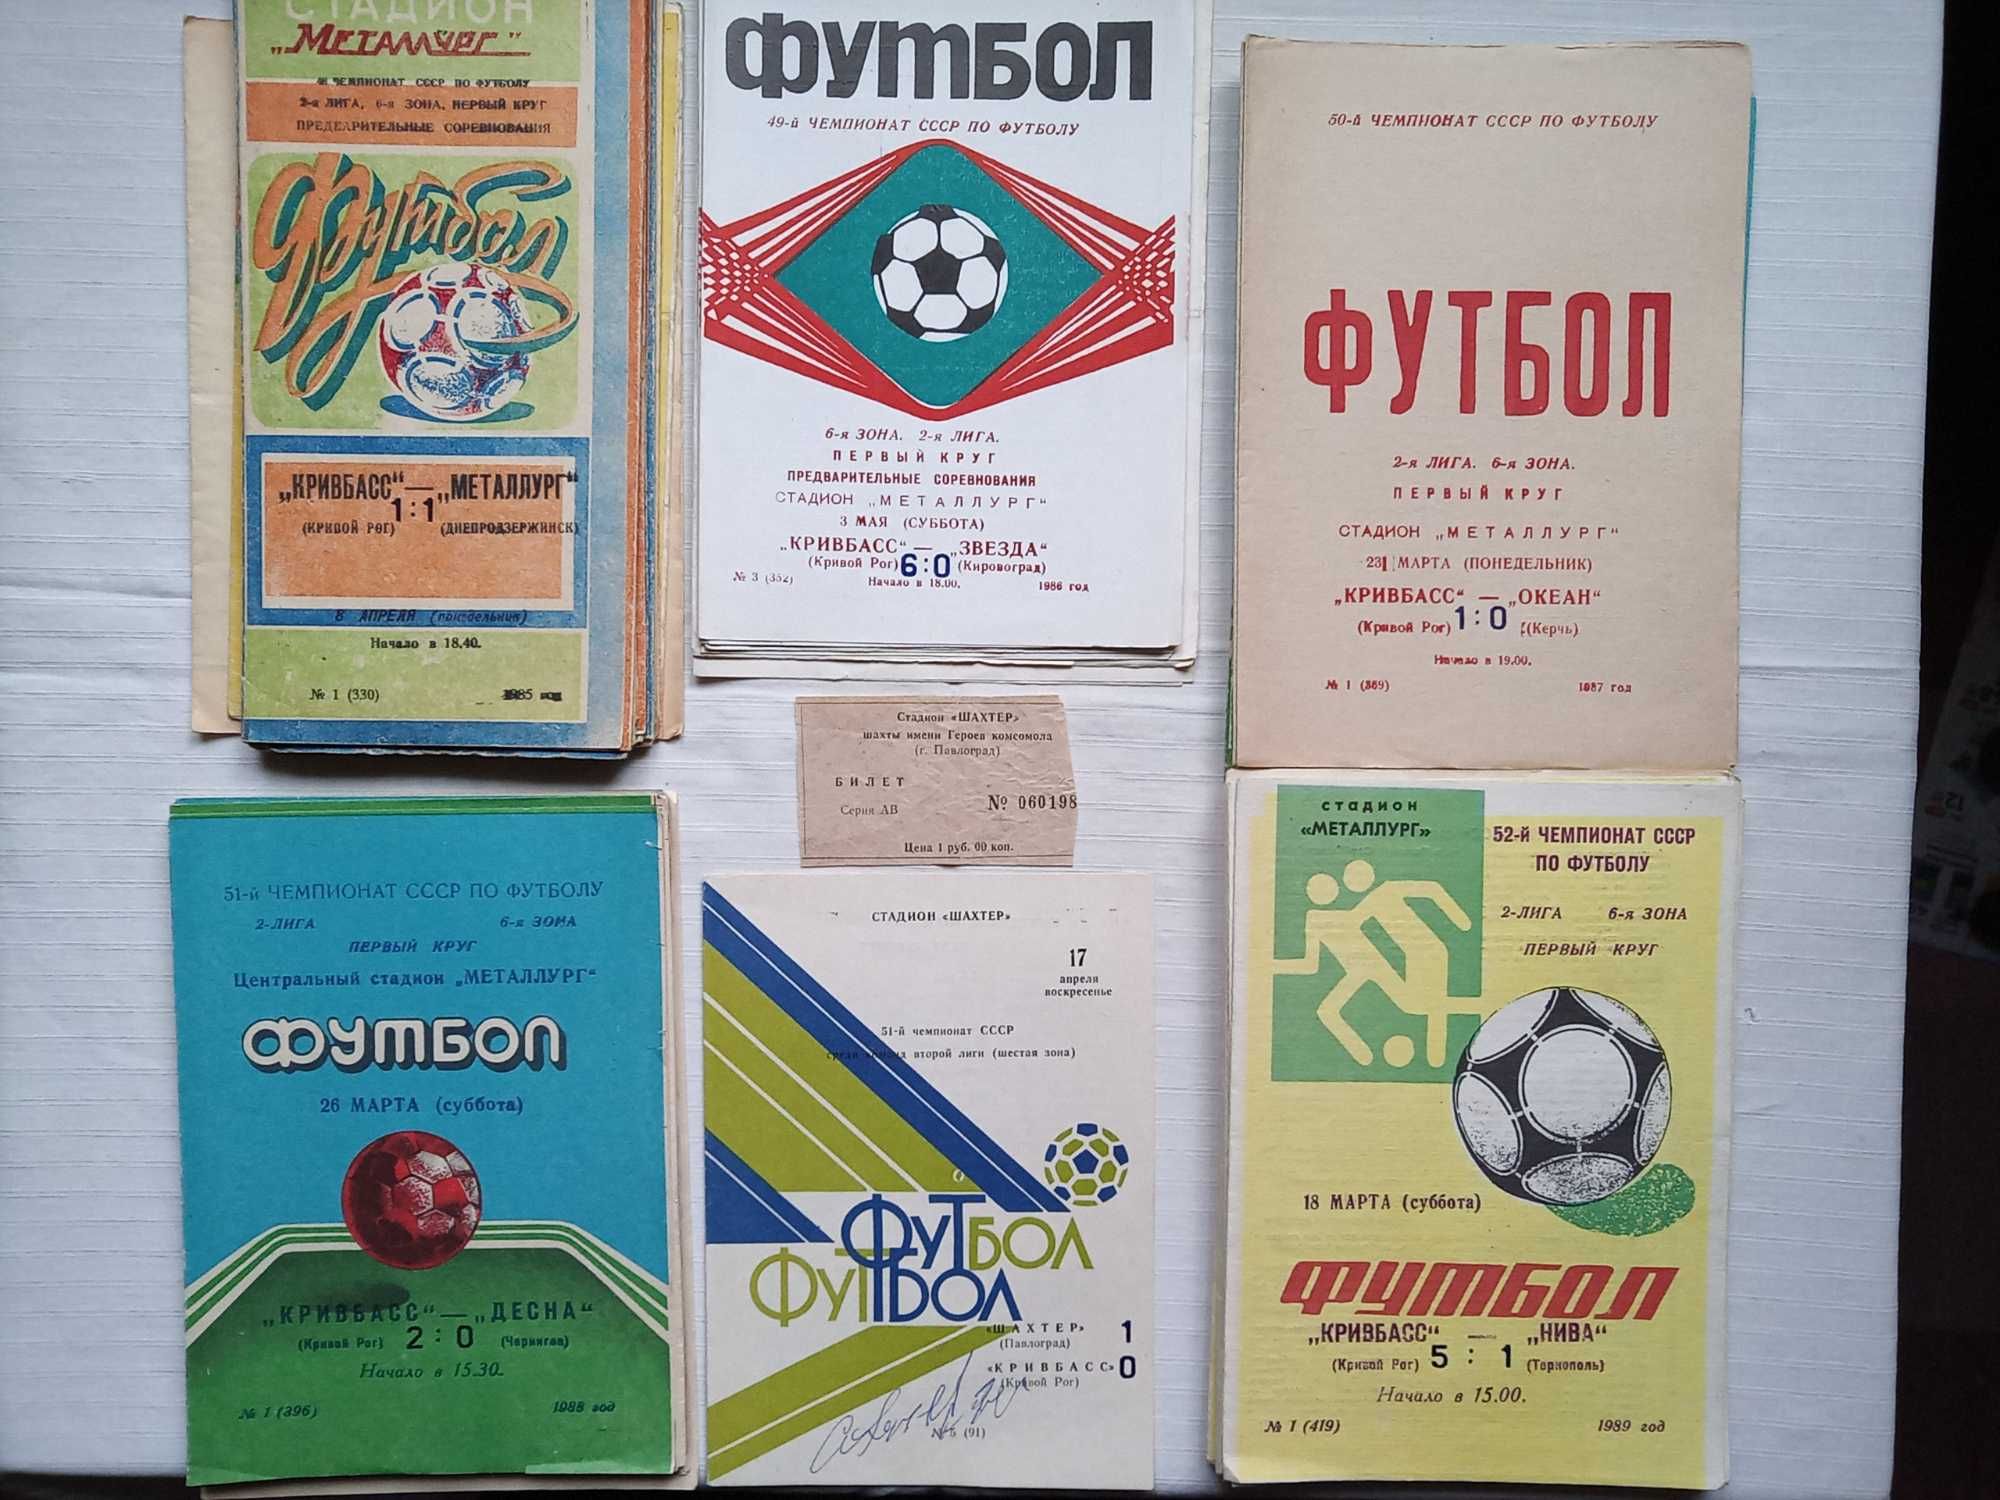 СТАДИОН
„МЕТАЛЛУРГ"
ЧЕМПИОНАТ СССР ПО ФУТБОЛУ
2-я ЛИГА, 6-я ЗОНА, ПЕРВЫЙ КРУГ
ПРЕДВАРИТЕЛЬНЫЕ СОРЕВНОВАНИЯ
Футбол
„КРИВБАСС" — „МЕТАЛЛУРГ"
1:1
(КРИВОЙ РОГ) (ДНЕПРОДЗЕРЖИНСК)
8 АПРЕЛЯ (понедельник)
Начало в 18.40.
№ 1 (330) 1985 год
ФУТБОЛ
49-й ЧЕМПИОНАТ СССР ПО ФУТБОЛУ
6-я ЗОНА. 2-я ЛИГА.
ПЕРВЫЙ КРУГ
ПРЕДВАРИТЕЛЬНЫЕ СОРЕВНОВАНИЯ
СТАДИОН „МЕТАЛЛУРГ"
3 МАЯ (СУББОТА)
„КРИВБАСС" — „ЗВЕЗДА"
(Кривой Рог) 6:0 (Кировоград)
№ 3 (352) Начало в 18.00. 1986 год
50-й ЧЕМПИОНАТ СССР ПО ФУТБОЛУ
ФУТБОЛ
2-я ЛИГА. 6-я ЗОНА.
ПЕРВЫЙ КРУГ
СТАДИОН „МЕТАЛЛУРГ"
23 МАРТА (ПОНЕДЕЛЬНИК)
„КРИВБАСС" — „ОКЕАН"
(Кривой Рог) 1:0 (Керчь)
Начало в 19.00.
№ 1 (369) 1987 год
Стадион «ШАХТЕР»
шахты имени Героев комсомола
(г. Павлоград)
БИЛЕТ
Серия АВ № 060198
Цена 1 руб. 00 коп.
51-й ЧЕМПИОНАТ СССР ПО ФУТБОЛУ
2-ЛИГА 6-я ЗОНА
ПЕРВЫЙ КРУГ
Центральный стадион „МЕТАЛЛУРГ"
ФУТБОЛ
26 МАРТА (суббота)
„КРИВБАСС" — „ДЕСНА"
(Кривой Рог) 2:0 (Чернигов)
Начало в 15.30.
№ 1 (396) 1988 год
СТАДИОН «ШАХТЕР»
17
апреля
воскресенье
51-й чемпионат СССР
среди команд второй лиги (шестая зона)
ФУТБОЛ
ФУТБОЛ
«ШАХТЕР» 1
(Павлоград)
«КРИВБАСС» 0
(Кривой Рог)
№ 5 (91)
СТАДИОН
«МЕТАЛЛУРГ»
52-й ЧЕМПИОНАТ СССР
ПО ФУТБОЛУ
2-ЛИГА 6-я ЗОНА
ПЕРВЫЙ КРУГ
18 МАРТА (суббота)
ФУТБОЛ
„КРИВБАСС" — „НИВА"
(Кривой Рог) 5 : 1 (Тернополь)
Начало в 15.00.
№ 1 (419) 1989 год